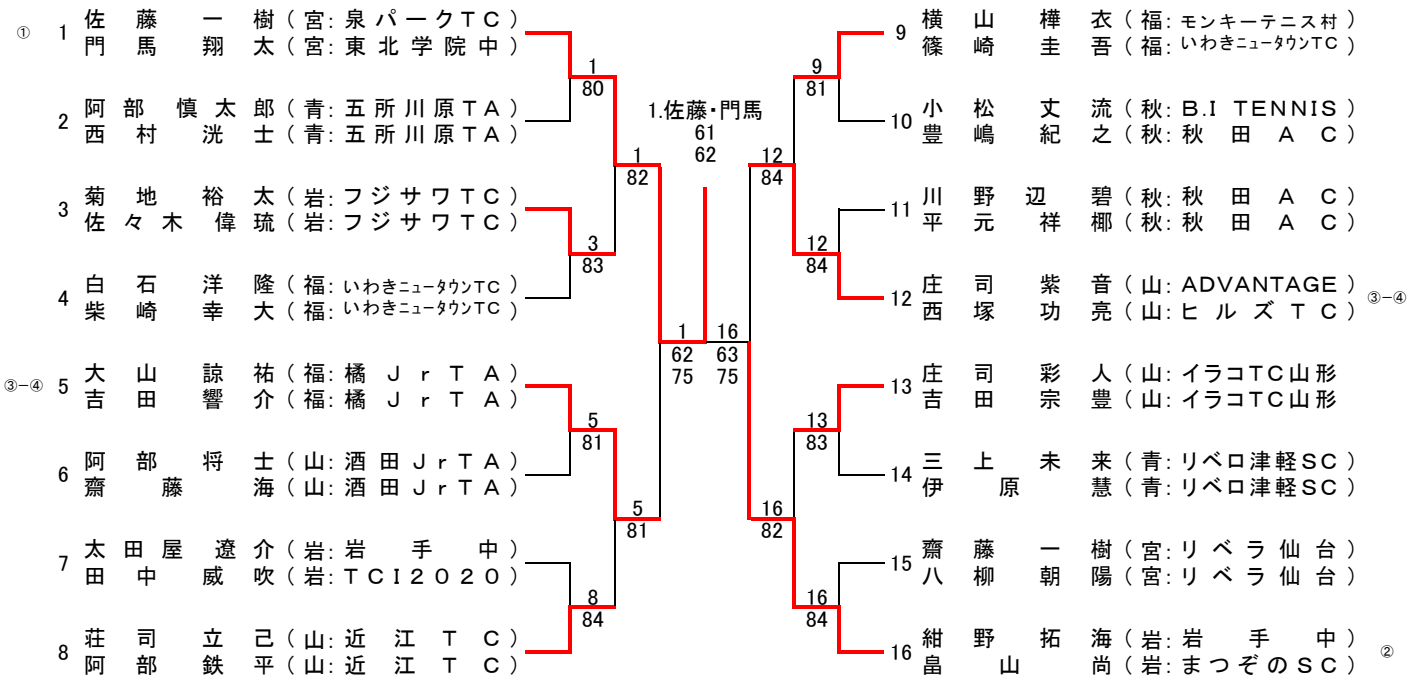 ① 1 佐藤一樹(宮:泉パークTC)
門馬翔太(宮:東北学院中)
2 阿部慎太郎(青:五所川原TA)
西村洸士(青:五所川原TA)
3 菊地裕太(岩:フジサワTC)
佐々木偉琉(岩:フジサワTC)
4 白石洋隆(福:いわきニュータウンTC)
柴崎幸大(福:いわきニュータウンTC)
③-④ 5 大山諒祐(福:橘JrTA)
吉田響介(福:橘JrTA)
6 阿部将士(山:酒田JrTA)
齋藤海(山:酒田JrTA)
7 太田屋遼介(岩:岩手中)
田中威吹(岩:TCI2020)
8 荘司立己(山:近江TC)
阿部鉄平(山:近江TC)
1
80
3
83
5
81
8
84
1
82
5
81
1
62
75
1.佐藤・門馬
61
62
16
63
75
12
84
16
82
9
81
12
84
13
83
16
84
9 横山樺衣(福:モンキーテニス村)
篠崎圭吾(福:いわきニュータウンTC)
10 小松丈流(秋:B.I TENNIS)
豊嶋紀之(秋:秋田AC)
11 川野辺碧(秋:秋田AC)
平元祥椰(秋:秋田AC)
12 庄司紫音(山:ADVANTAGE) ③-④
西塚功亮(山:ヒルズTC)
13 庄司彩人(山:イラコTC山形
吉田宗豊(山:イラコTC山形
14 三上未来(青:リベロ津軽SC)
伊原慧(青:リベロ津軽SC)
15 齋藤一樹(宮:リベラ仙台)
八柳朝陽(宮:リベラ仙台)
16 紺野拓海(岩:岩手中) ②
畠山尚(岩:まつぞのSC)